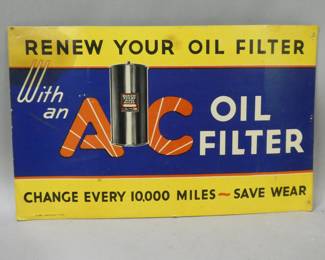 RENEW YOUR OIL FILTER
With
an AC OIL
FILTER
CHANGE EVERY 10,000 MILES ~ SAVE WEAR